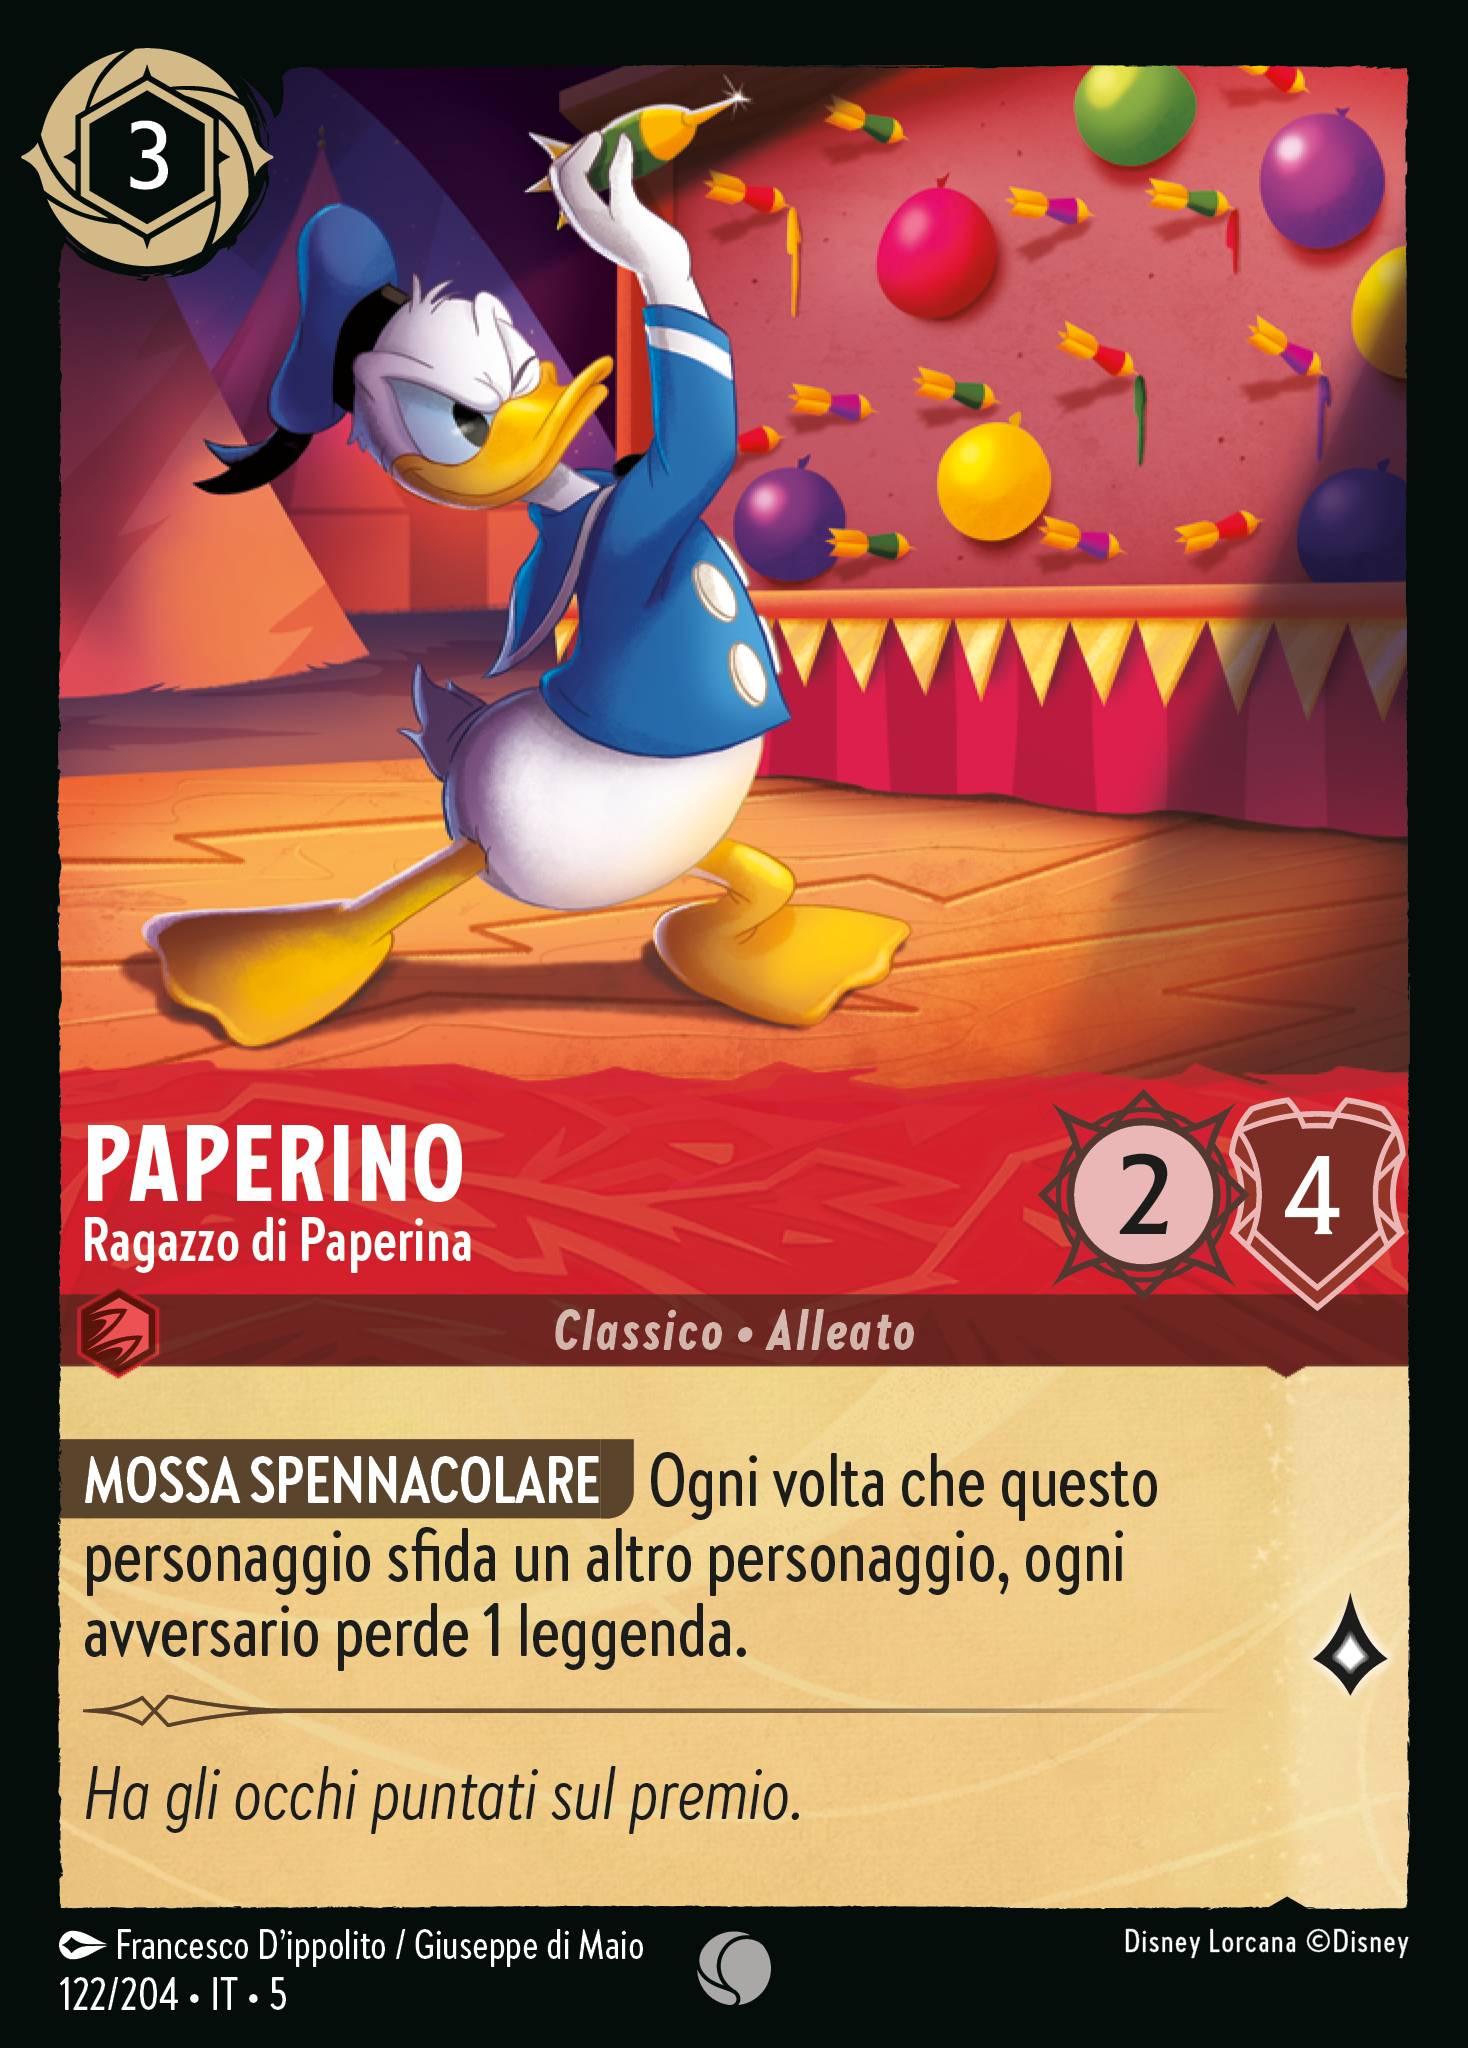 3
PAPERINO
Ragazzo di Paperina
2
4
Classico • Alleato
MOSSA SPENNACOLARE Ogni volta che questo
personaggio sfida un altro personaggio, ogni
avversario perde 1 leggenda.
Ha gli occhi puntati sul premio.
Francesco D'ippolito / Giuseppe di Maio
Disney Lorcana ©Disney
122/204 • IT • 5